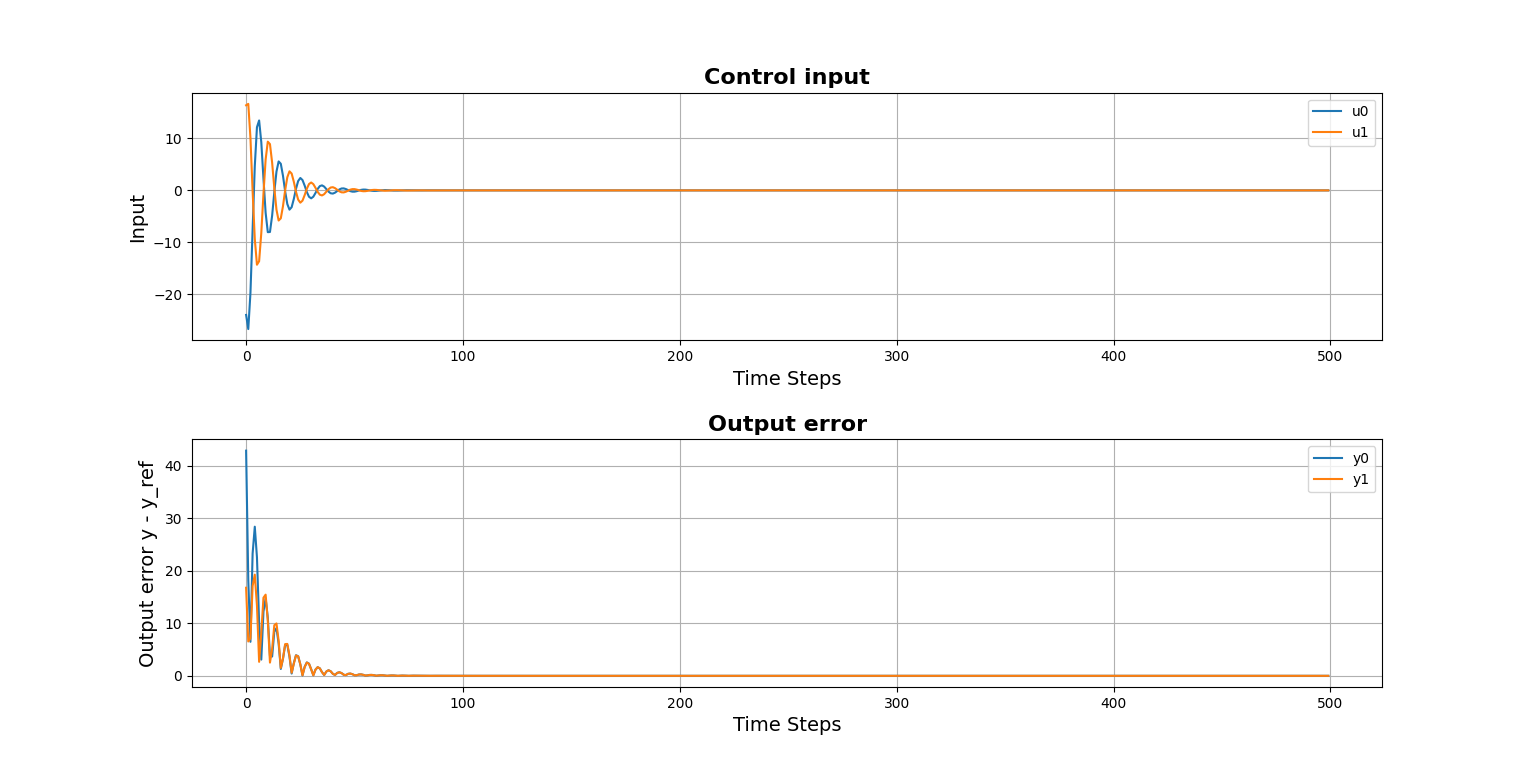 Control input
Input
10
0
−10
−20
u0
u1
0
100
200
300
400
500
Time Steps
Output error
Output error y - y_ref
40
30
20
10
0
y0
y1
0
100
200
300
400
500
Time Steps